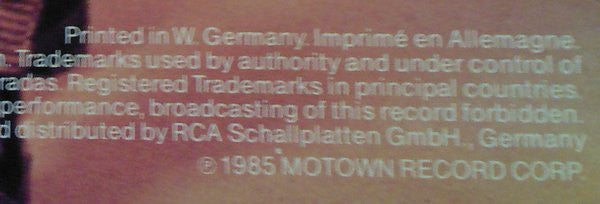 Printed in W. Germany. Imprimé en Allemagne.
. Trademarks used by authority and under control of
radas. Registered Trademarks in principal countries.
performance, broadcasting of this record forbidden.
d distributed by RCA Schallplatten GmbH., Germany
℗ 1985 MOTOWN RECORD CORP.